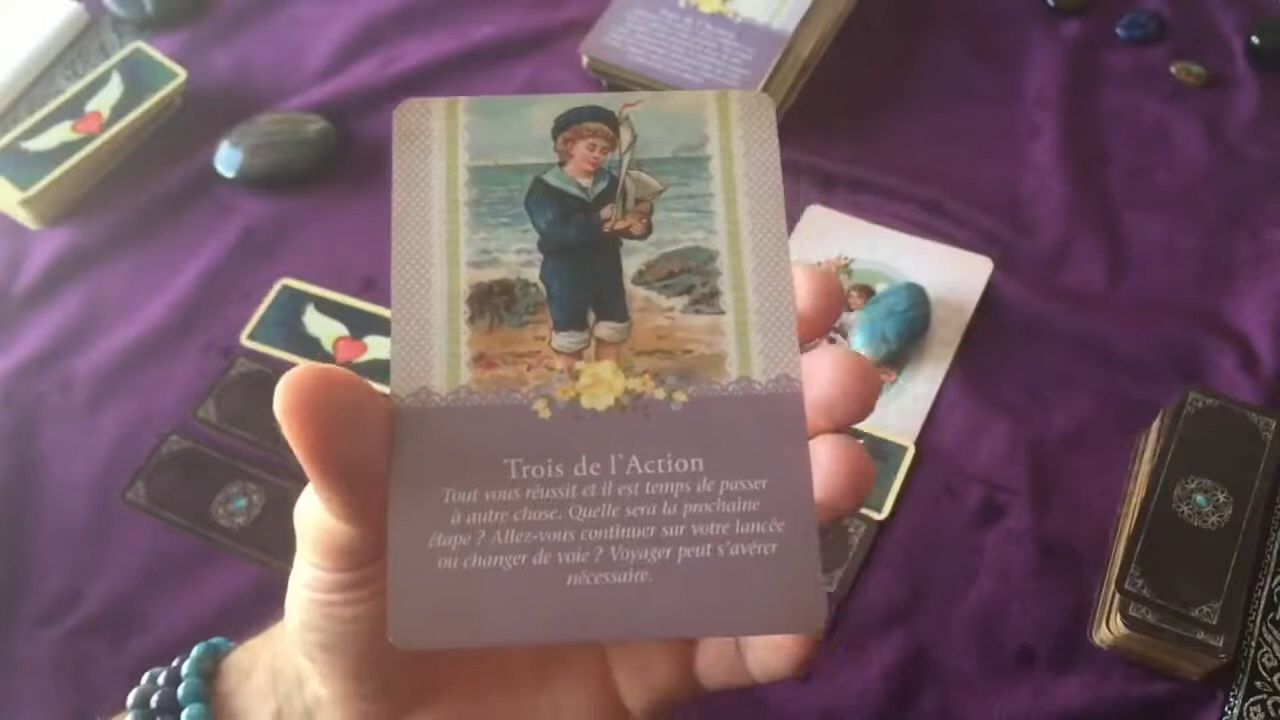 Trois de l'Action
Tout vous réussit et il est temps de passer
à autre chose. Quelle sera la prochaine
étape ? Allez-vous continuer sur votre lancée
ou changer de voie ? Voyager peut s'avérer
nécessaire.